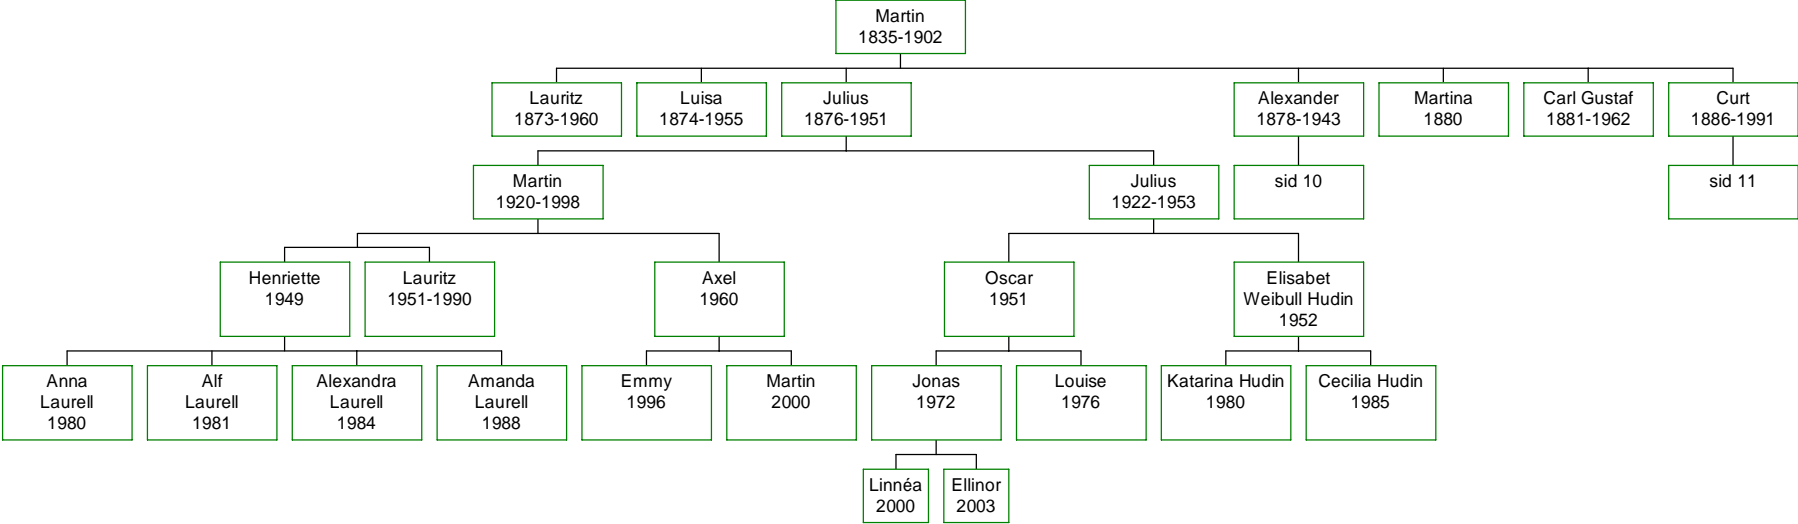 Martin
1835-1902
Lauritz
1873-1960
Luisa
1874-1955
Julius
1876-1951
Alexander
1878-1943
Martina
1880
Carl Gustaf
1881-1962
Curt
1886-1991
Martin
1920-1998
Julius
1922-1953
sid 10
sid 11
Henriette
1949
Lauritz
1951-1990
Axel
1960
Oscar
1951
Elisabet
Weibull Hudin
1952
Anna
Laurell
1980
Alf
Laurell
1981
Alexandra
Laurell
1984
Amanda
Laurell
1988
Emmy
1996
Martin
2000
Jonas
1972
Louise
1976
Katarina Hudin
1980
Cecilia Hudin
1985
Linnéa
2000
Ellinor
2003